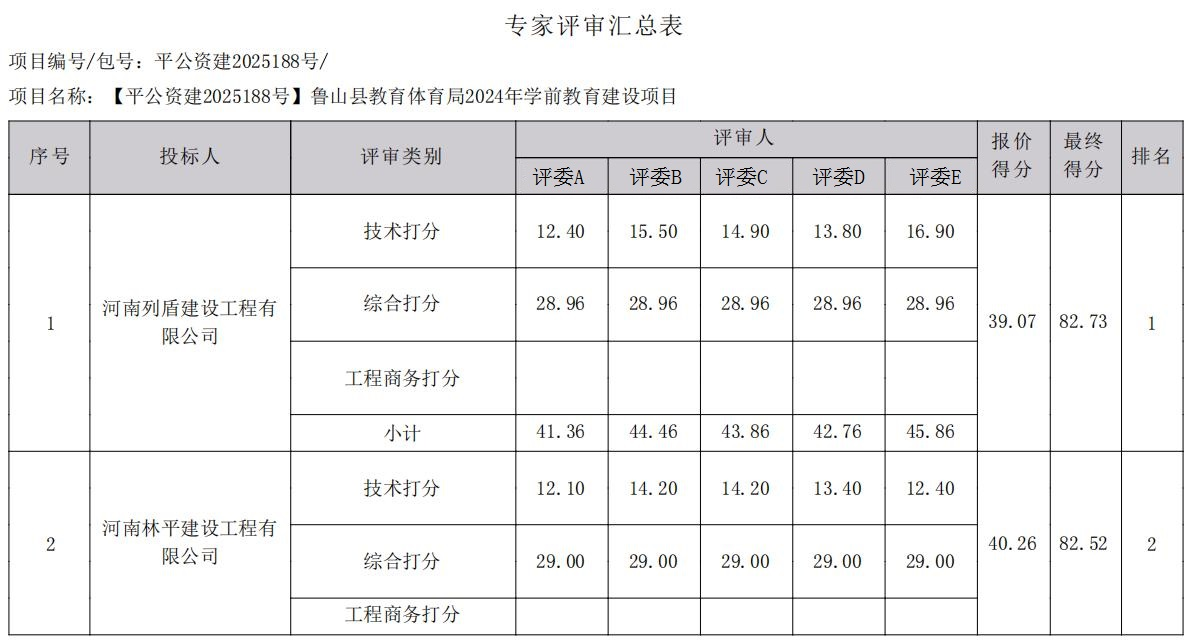 专家评审汇总表
项目编号/包号：平公资建2025188号/
项目名称：【平公资建2025188号】鲁山县教育体育局2024年学前教育建设项目
序号 投标人 评审类别 评审人 报价得分 最终得分 排名
评委A 评委B 评委C 评委D 评委E
技术打分 12.40 15.50 14.90 13.80 16.90
综合打分 28.96 28.96 28.96 28.96 28.96
1 河南列盾建设工程有限公司 39.07 82.73 1
工程商务打分
小计 41.36 44.46 43.86 42.76 45.86
技术打分 12.10 14.20 14.20 13.40 12.40
2 河南林平建设工程有限公司 40.26 82.52 2
综合打分 29.00 29.00 29.00 29.00 29.00
工程商务打分